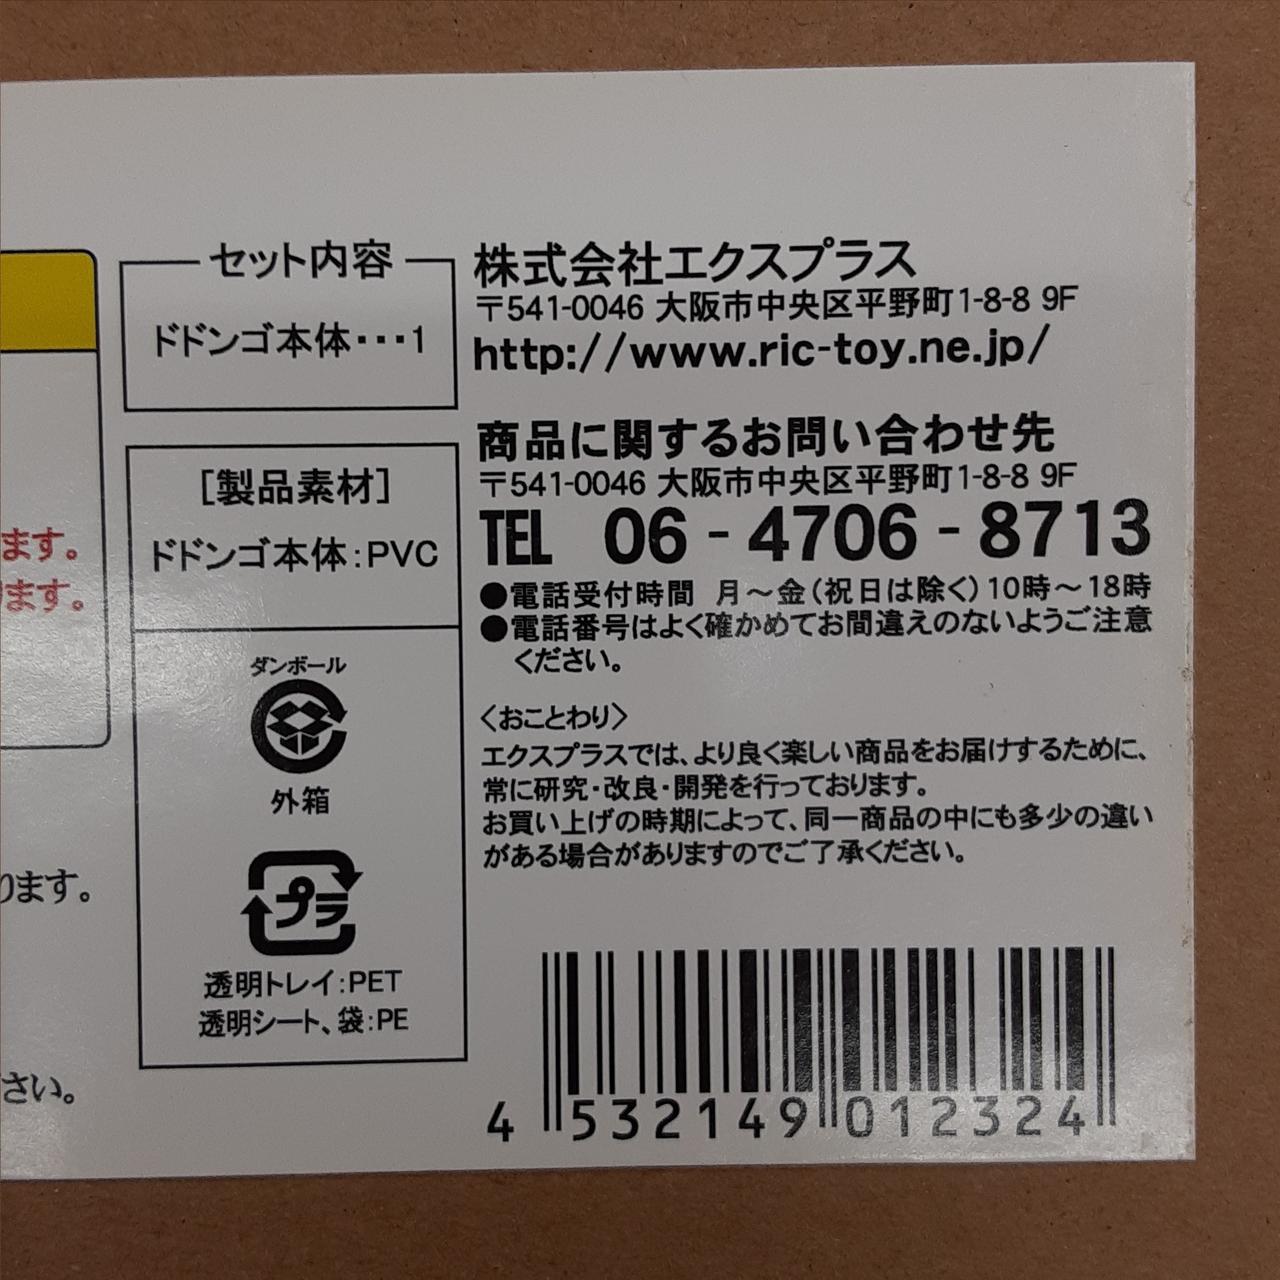 セット内容
ドドンゴ本体・・・1
[製品素材]
ドドンゴ本体:PVC
ダンボール
外箱
プラ
透明トレイ:PET
透明シート、袋:PE
ます。
ます。
ります。
さい。
株式会社エクスプラス
〒541-0046 大阪市中央区平野町1-8-8 9F
http://www.ric-toy.ne.jp/
商品に関するお問い合わせ先
〒541-0046 大阪市中央区平野町1-8-8 9F
TEL 06-4706-8713
●電話受付時間 月～金(祝日は除く)10時～18時
●電話番号はよく確かめてお間違えのないようご注意
ください。
〈おことわり〉
エクスプラスでは、より良く楽しい商品をお届けするために、
常に研究・改良・開発を行っております。
お買い上げの時期によって、同一商品の中にも多少の違い
がある場合がありますのでご了承ください。
4 532149 012324